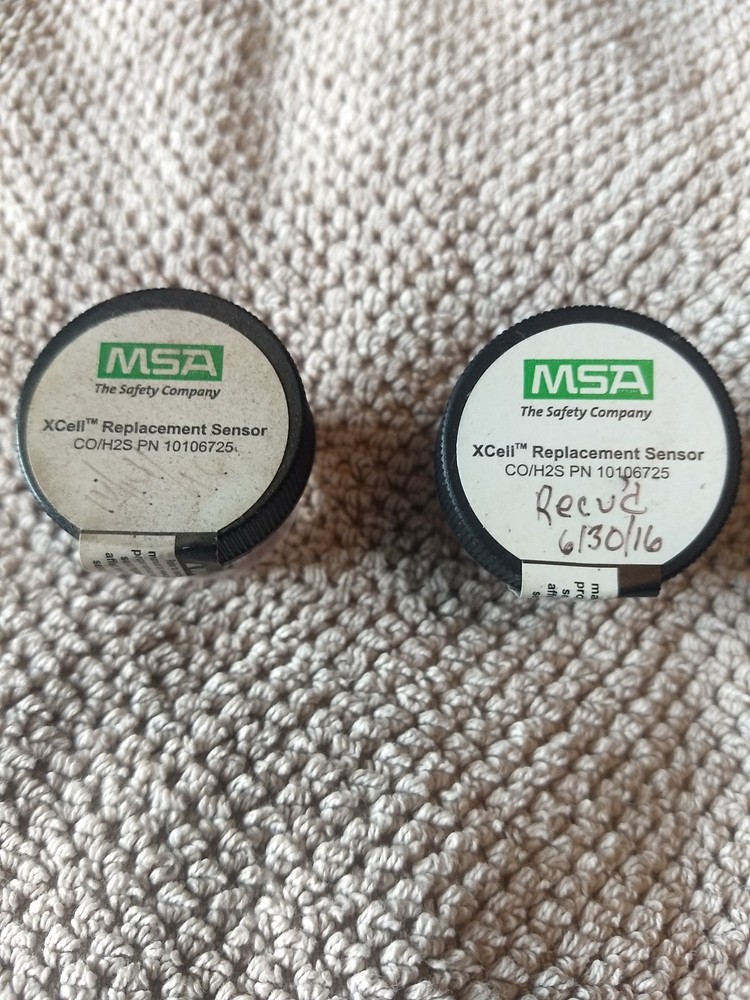 MSA
The Safety Company
XCell™ Replacement Sensor
CO/H2S PN 10106725
MSA
The Safety Company
XCell™ Replacement Sensor
CO/H2S PN 10106725
Recv'd
6/30/16